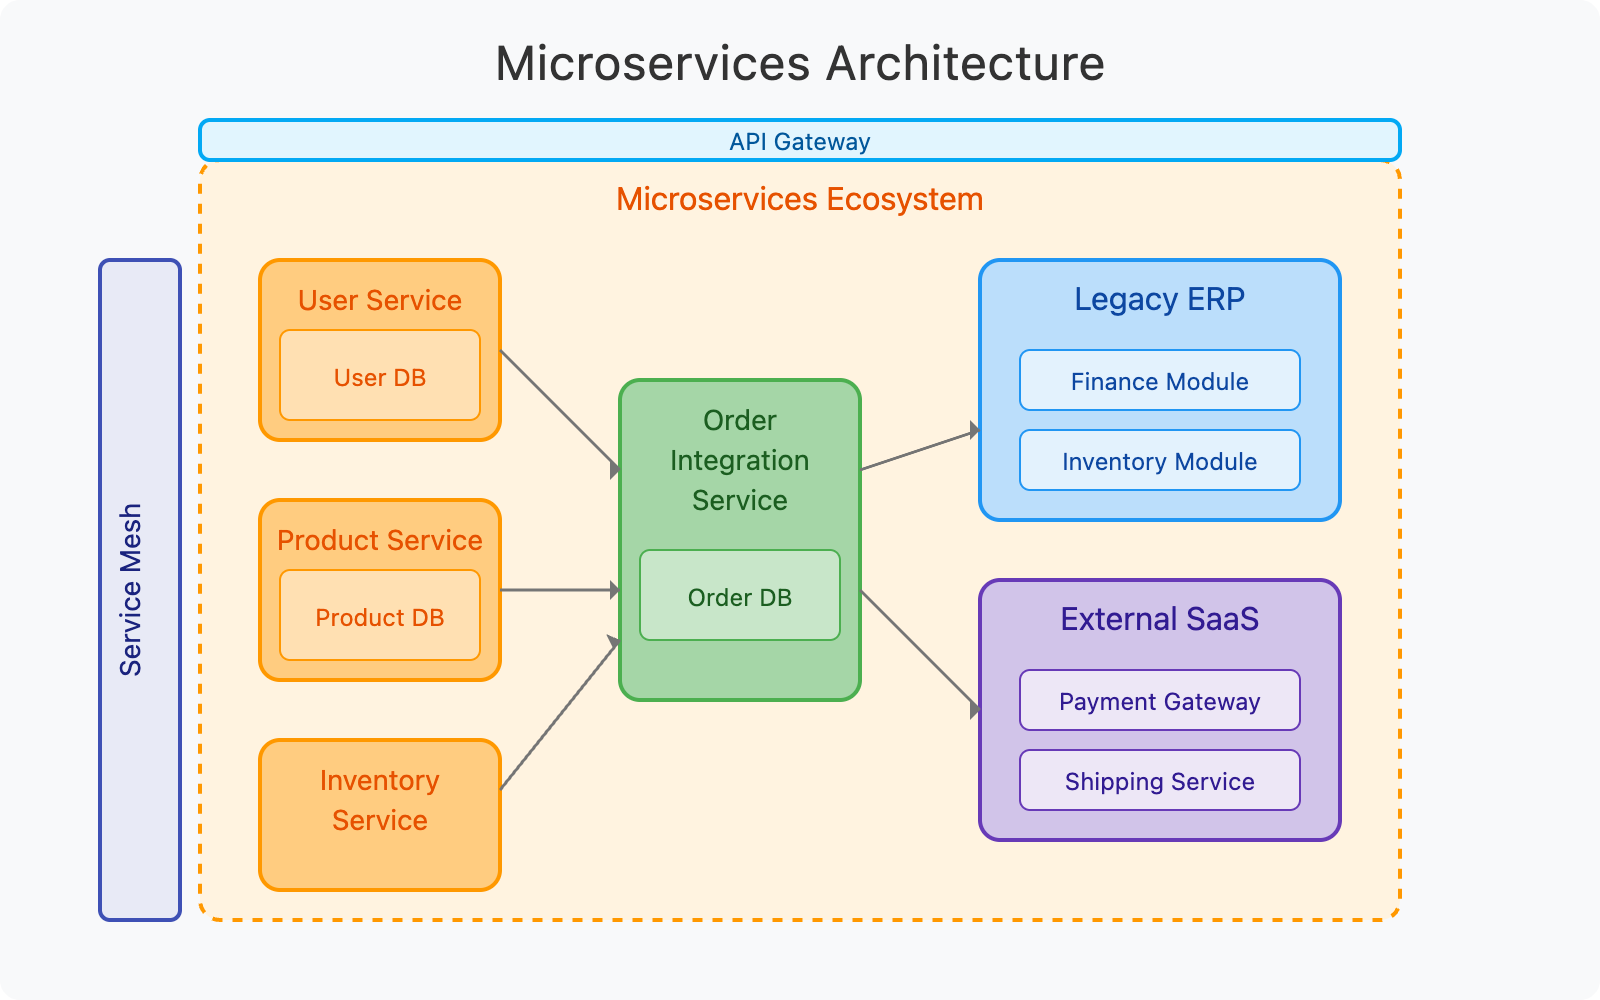 Microservices Architecture
API Gateway
Microservices Ecosystem
Service Mesh
User Service
User DB
Product Service
Product DB
Inventory
Service
Order
Integration
Service
Order DB
Legacy ERP
Finance Module
Inventory Module
External SaaS
Payment Gateway
Shipping Service